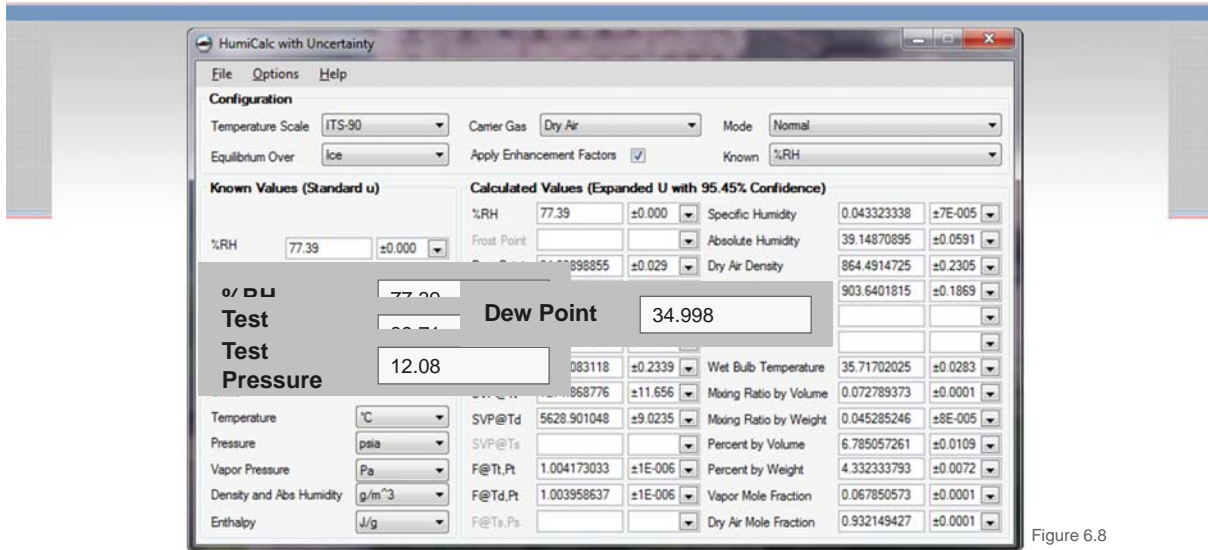 HumiCalc with Uncertainty
File Options Help
Configuration
Temperature Scale ITS-90 Carrier Gas Dry Air Mode Normal
Equilibrium Over Ice Apply Enhancement Factors Known %RH
Known Values (Standard u) Calculated Values (Expanded U with 95.45% Confidence)
%RH 77.39 ±0.000 Specific Humidity 0.043323338 ±7E-005
%RH 77.39 ±0.000 Frost Point Absolute Humidity 39.14870895 ±0.0591
±0.029 Dry Air Density 864.4914725 ±0.2305
903.6401815 ±0.1869
%RH
Test
Dew Point 34.998
Test
Pressure 12.08
±0.2339 Wet Bulb Temperature 35.71702025 ±0.0283
±11.656 Mixing Ratio by Volume 0.072789373 ±0.0001
Temperature °C SVP@Td 5628.901048 ±9.0235 Mixing Ratio by Weight 0.045285246 ±8E-005
Pressure psia SVP@Ts Percent by Volume 6.785057261 ±0.0109
Vapor Pressure Pa F@Tt,Pt 1.004173033 ±1E-006 Percent by Weight 4.332333793 ±0.0072
Density and Abs Humidity g/m^3 F@Td,Pt 1.003958637 ±1E-006 Vapor Mole Fraction 0.067850573 ±0.0001
Enthalpy J/g F@Ts,Ps Dry Air Mole Fraction 0.932149427 ±0.0001
Figure 6.8